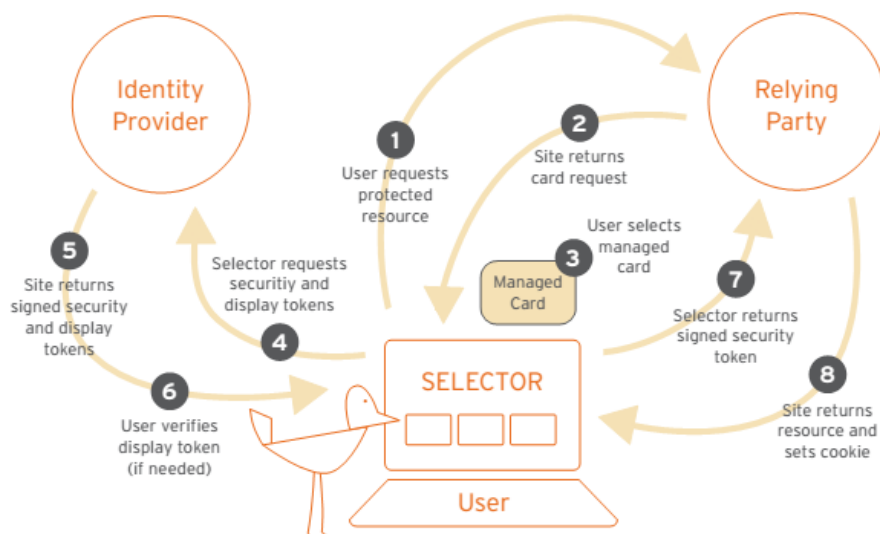 Identity
Provider
Relying
Party
1
User requests
protected
resource
2
Site returns
card request
3
User selects
managed
card
Managed
Card
4
Selector requests
securitiy and
display tokens
5
Site returns
signed security
and display
tokens
6
User verifies
display token
(if needed)
7
Selector returns
signed security
token
8
Site returns
resource and
sets cookie
SELECTOR
User